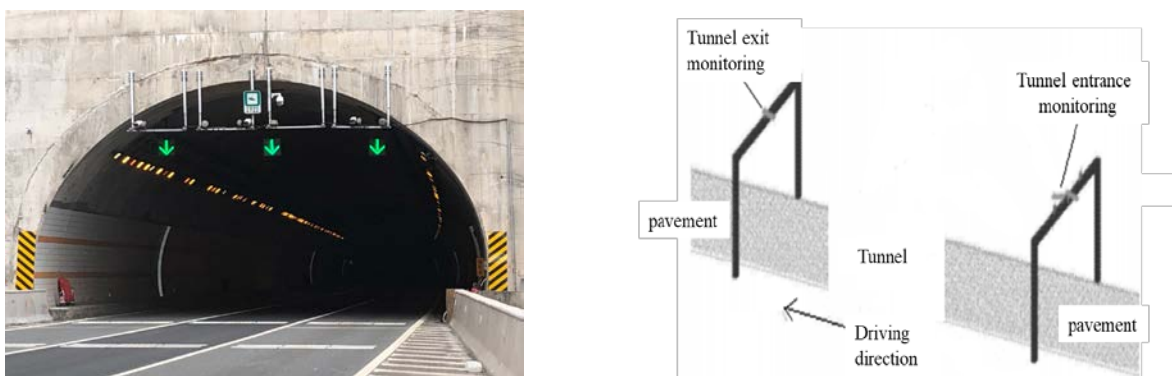 Tunnel exit
monitoring
Tunnel entrance
monitoring
pavement
Tunnel
Driving
direction
pavement